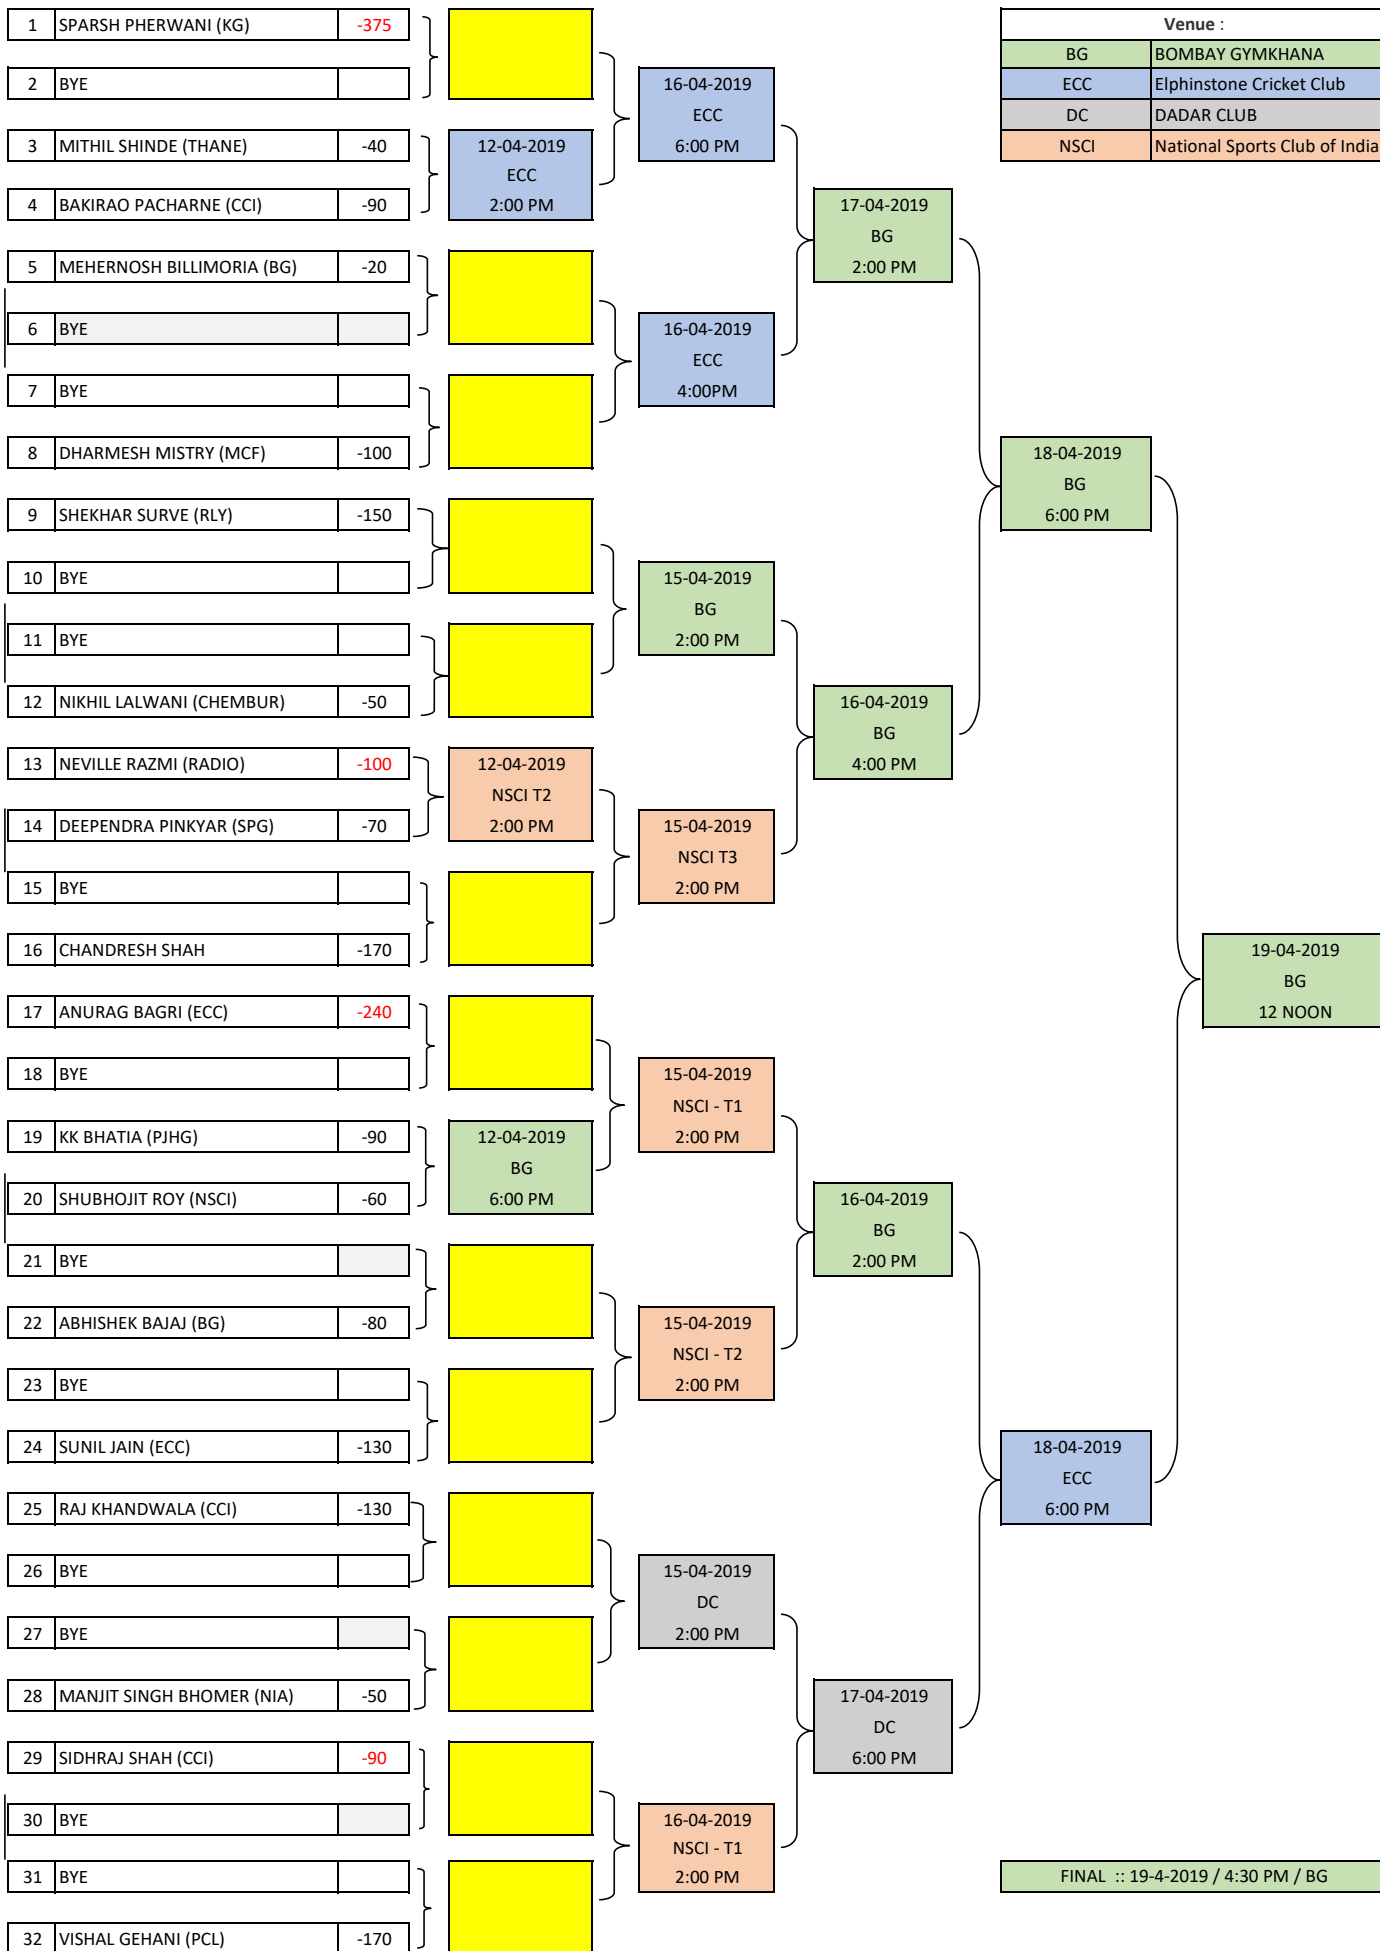 1 SPARSH PHERWANI (KG) -375
2 BYE
3 MITHIL SHINDE (THANE) -40
4 BAKIRAO PACHARNE (CCI) -90
5 MEHERNOSH BILLIMORIA (BG) -20
6 BYE
7 BYE
8 DHARMESH MISTRY (MCF) -100
9 SHEKHAR SURVE (RLY) -150
10 BYE
11 BYE
12 NIKHIL LALWANI (CHEMBUR) -50
13 NEVILLE RAZMI (RADIO) -100
14 DEEPENDRA PINKYAR (SPG) -70
15 BYE
16 CHANDRESH SHAH -170
17 ANURAG BAGRI (ECC) -240
18 BYE
19 KK BHATIA (PJHG) -90
20 SHUBHOJIT ROY (NSCI) -60
21 BYE
22 ABHISHEK BAJAJ (BG) -80
23 BYE
24 SUNIL JAIN (ECC) -130
25 RAJ KHANDWALA (CCI) -130
26 BYE
27 BYE
28 MANJIT SINGH BHOMER (NIA) -50
29 SIDHRAJ SHAH (CCI) -90
30 BYE
31 BYE
32 VISHAL GEHANI (PCL) -170
12-04-2019
ECC
2:00 PM
12-04-2019
NSCI T2
2:00 PM
12-04-2019
BG
6:00 PM
16-04-2019
ECC
6:00 PM
16-04-2019
ECC
4:00PM
15-04-2019
BG
2:00 PM
15-04-2019
NSCI T3
2:00 PM
15-04-2019
NSCI - T1
2:00 PM
15-04-2019
NSCI - T2
2:00 PM
15-04-2019
DC
2:00 PM
16-04-2019
NSCI - T1
2:00 PM
17-04-2019
BG
2:00 PM
16-04-2019
BG
4:00 PM
16-04-2019
BG
2:00 PM
17-04-2019
DC
6:00 PM
18-04-2019
BG
6:00 PM
18-04-2019
ECC
6:00 PM
19-04-2019
BG
12 NOON
Venue :
BG BOMBAY GYMKHANA
ECC Elphinstone Cricket Club
DC DADAR CLUB
NSCI National Sports Club of India
FINAL :: 19-4-2019 / 4:30 PM / BG